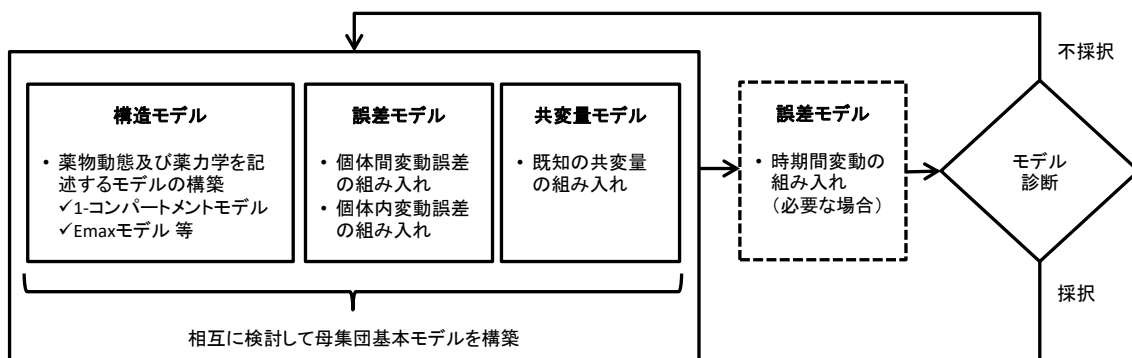 不採択
構造モデル
• 薬物動態及び薬力学を記
述するモデルの構築
✓1-コンパートメントモデル
✓Emaxモデル 等
誤差モデル
• 個体間変動誤差
の組み入れ
• 個体内変動誤差
の組み入れ
共変量モデル
• 既知の共変量
の組み入れ
誤差モデル
• 時期間変動の
組み入れ
（必要な場合）
モデル
診断
採択
相互に検討して母集団基本モデルを構築